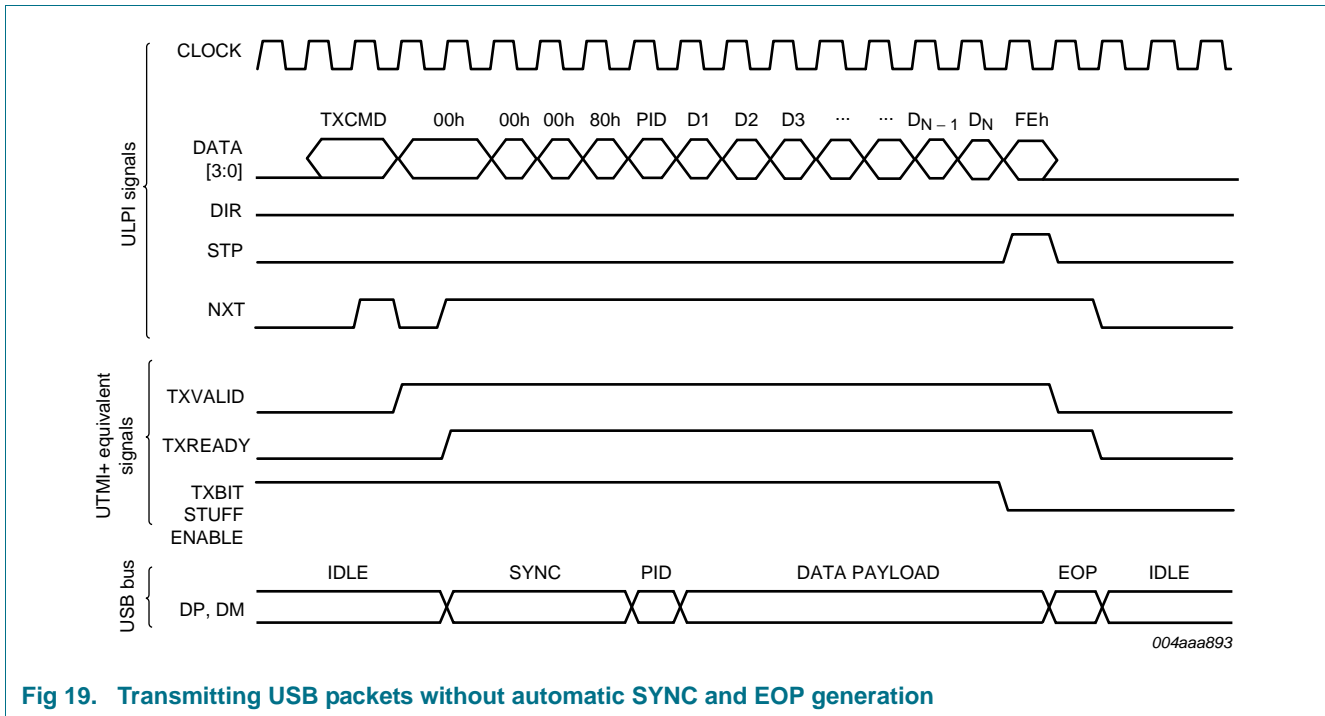 CLOCK
TXCMD 00h 00h 00h 80h PID D1 D2 D3 ... ... DN – 1 DN FEh
DATA
[3:0]
DIR
STP
NXT
ULPI signals
TXVALID
TXREADY
TXBIT
STUFF
ENABLE
UTMI+ equivalent
signals
IDLE SYNC PID DATA PAYLOAD EOP IDLE
DP, DM
USB bus
004aaa893
Fig 19. Transmitting USB packets without automatic SYNC and EOP generation